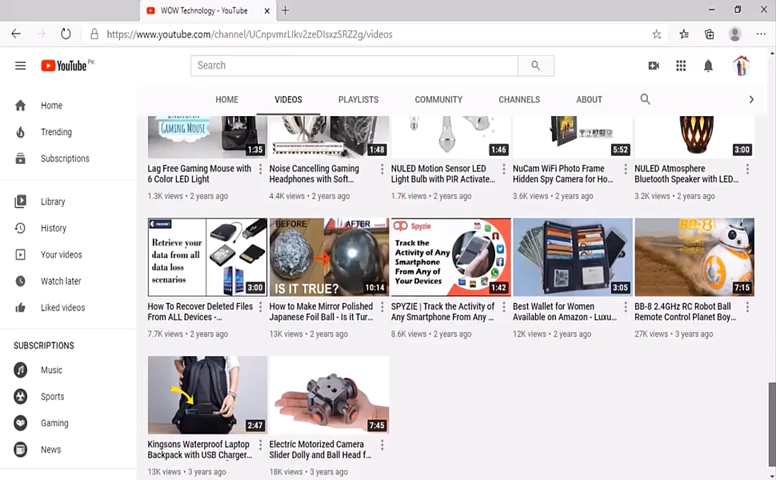 WOW Technology - YouTube
https://www.youtube.com/channel/UCnpvmrLIkv2zeDIsxzSRZ2g/videos
YouTube PK
Search
Home
Trending
Subscriptions
Library
History
Your videos
Watch later
Liked videos
SUBSCRIPTIONS
Music
Sports
Gaming
News
HOME VIDEOS PLAYLISTS COMMUNITY CHANNELS ABOUT
GAMING MOUSE
1:35
1:48
1:46
5:52
3:00
Lag Free Gaming Mouse with
6 Color LED Light
1.3K views • 2 years ago
Noise Cancelling Gaming
Headphones with Soft...
4.4K views • 2 years ago
NULED Motion Sensor LED
Light Bulb with PIR Activate...
1.7K views • 2 years ago
NuCam WiFi Photo Frame
Hidden Spy Camera for Ho...
3.6K views • 2 years ago
NULED Atmosphere
Bluetooth Speaker with LED...
3.2K views • 2 years ago
Retrieve your
data from all
data loss
scenarios
3:00
BEFORE
AFTER
IS IT TRUE?
10:14
Spyzie
Track the
Activity of Any
Smartphone
From Any of
Your Devices
1:42
3:05
BB-8
7:15
How To Recover Deleted Files
From ALL Devices -...
7.7K views • 2 years ago
How to Make Mirror Polished
Japanese Foil Ball - Is it Tur...
13K views • 2 years ago
SPYZIE | Track the Activity of
Any Smartphone From Any ...
8.6K views • 2 years ago
Best Wallet for Women
Available on Amazon - Luxu...
12K views • 2 years ago
BB-8 2.4GHz RC Robot Ball
Remote Control Planet Boy...
27K views • 3 years ago
2:47
7:45
Kingsons Waterproof Laptop
Backpack with USB Charger...
13K views • 3 years ago
Electric Motorized Camera
Slider Dolly and Ball Head f...
18K views • 3 years ago